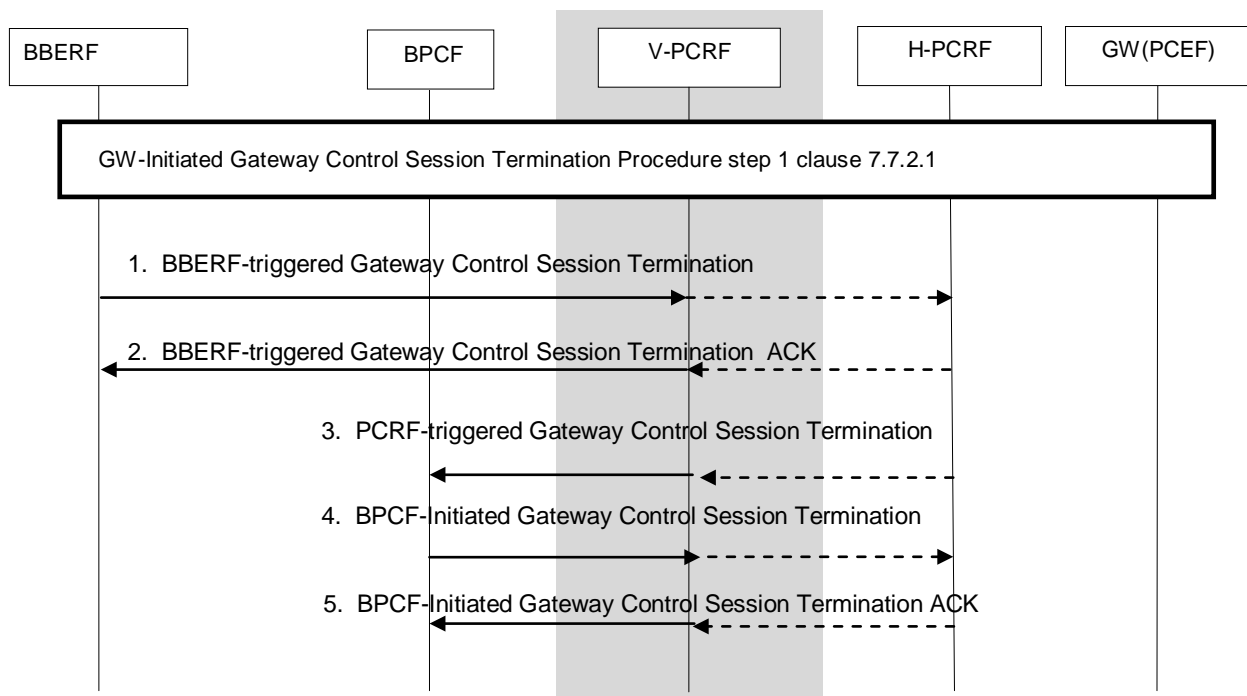 BBERF
BPCF
V-PCRF
H-PCRF
GW(PCEF)
GW-Initiated Gateway Control Session Termination Procedure step 1 clause 7.7.2.1
1. BBERF-triggered Gateway Control Session Termination
2. BBERF-triggered Gateway Control Session Termination ACK
3. PCRF-triggered Gateway Control Session Termination
4. BPCF-Initiated Gateway Control Session Termination
5. BPCF-Initiated Gateway Control Session Termination ACK